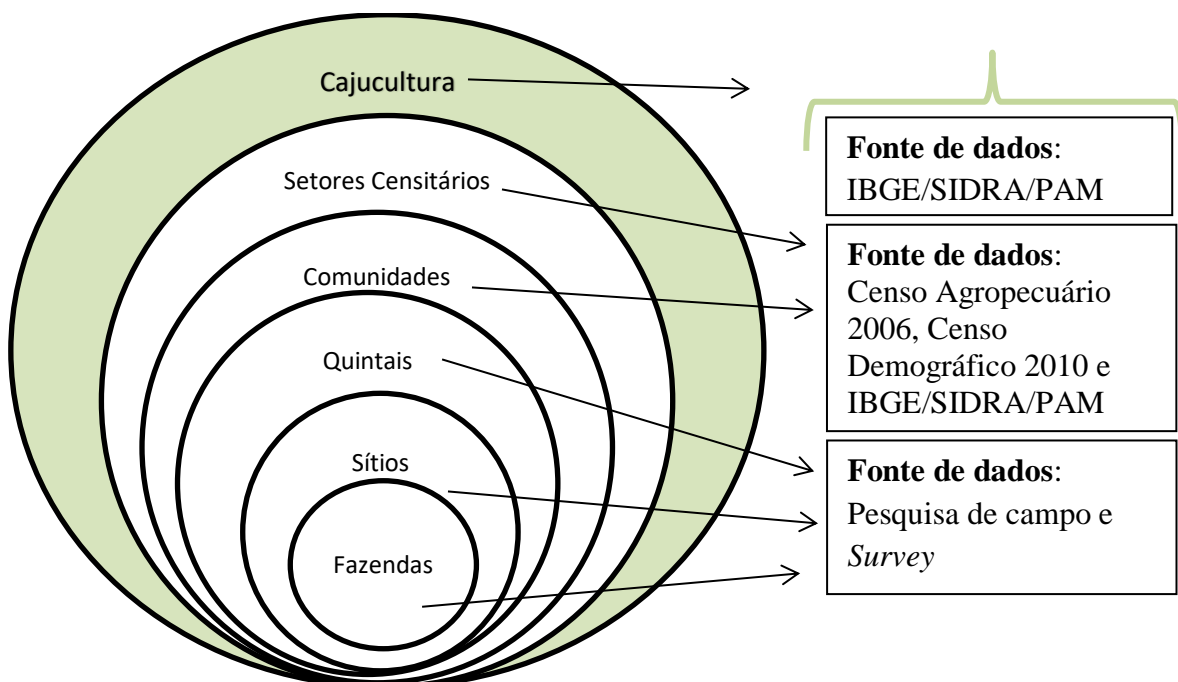 Cajucultura
Setores Censitários
Comunidades
Quintais
Sítios
Fazendas
Fonte de dados:
IBGE/SIDRA/PAM
Fonte de dados:
Censo Agropecuário
2006, Censo
Demográfico 2010 e
IBGE/SIDRA/PAM
Fonte de dados:
Pesquisa de campo e
Survey